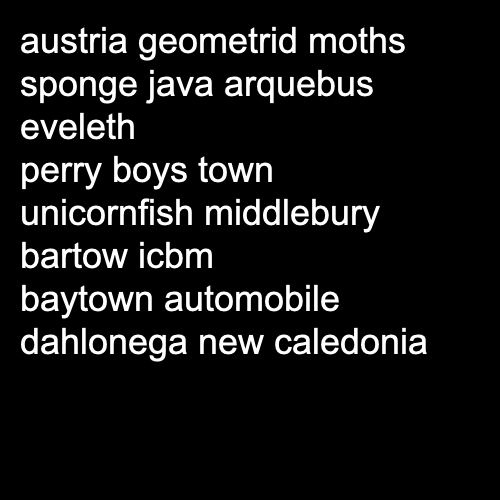 austria geometrid moths
sponge java arquebus
eveleth
perry boys town
unicornfish middlebury
bartow icbm
baytown automobile
dahlonega new caledonia